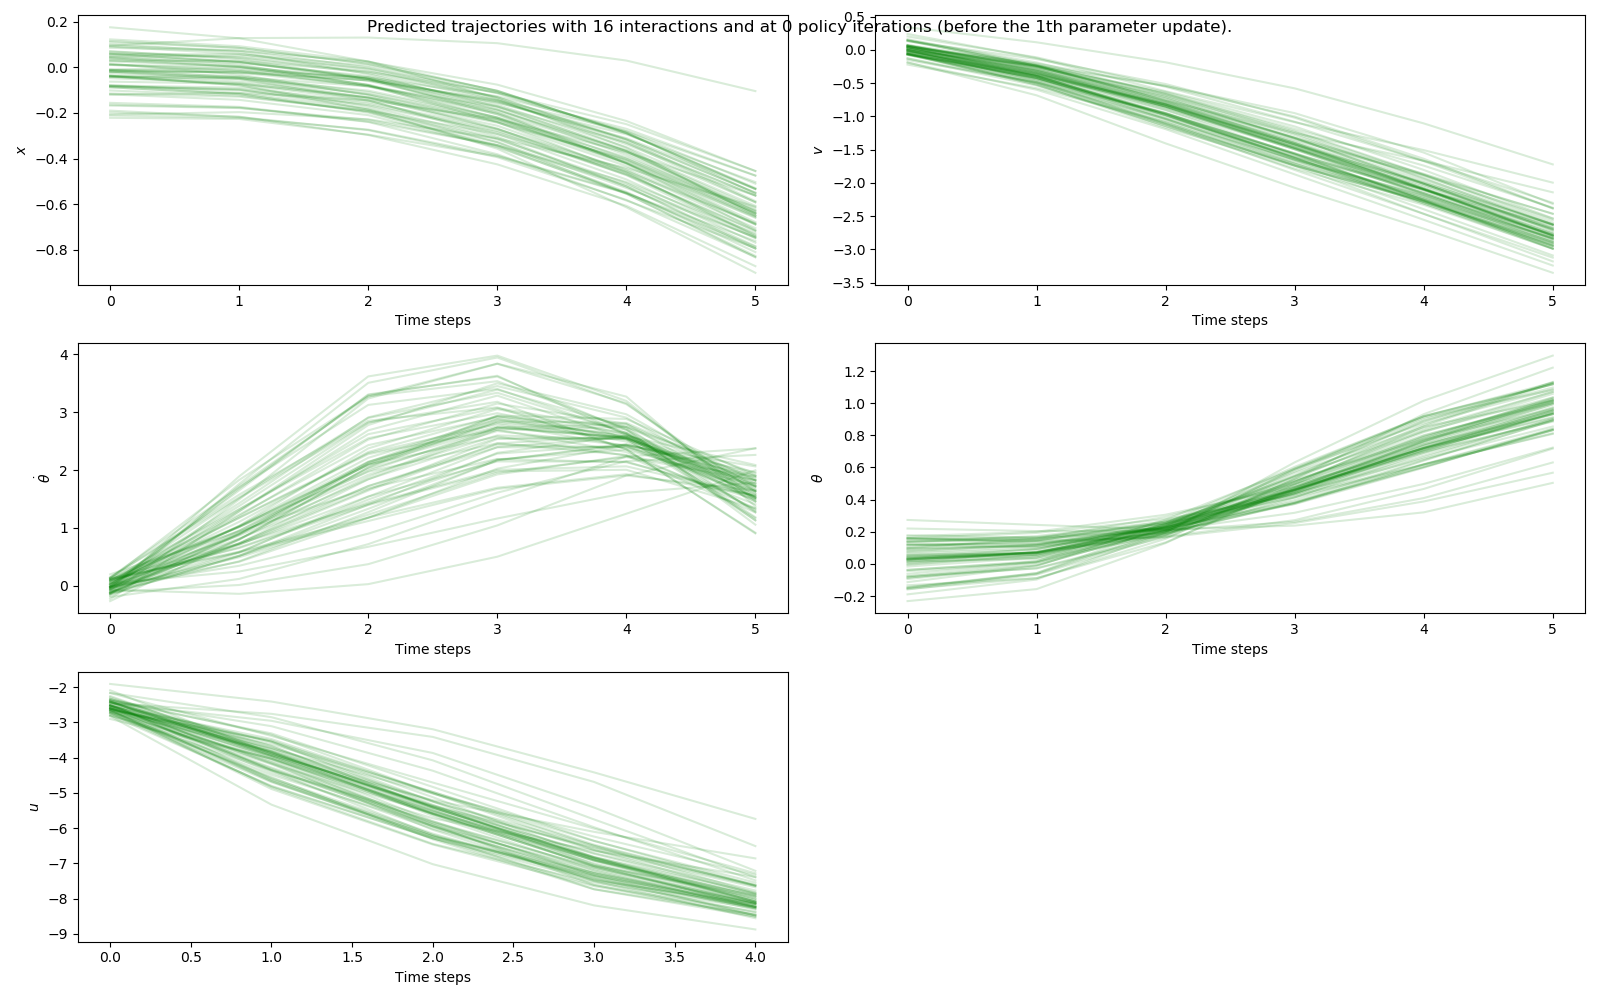 Predicted trajectories with 16 interactions and at 0 policy iterations (before the 1th parameter update).
0.2
0.0
−0.2
−0.4
−0.6
−0.8
x
0 1 2 3 4 5
Time steps
0.5
0.0
−0.5
−1.0
−1.5
−2.0
−2.5
−3.0
−3.5
v
0 1 2 3 4 5
Time steps
4
3
2
1
0
θ̇
0 1 2 3 4 5
Time steps
1.2
1.0
0.8
0.6
0.4
0.2
0.0
−0.2
θ
0 1 2 3 4 5
Time steps
−2
−3
−4
−5
−6
−7
−8
−9
u
0.0 0.5 1.0 1.5 2.0 2.5 3.0 3.5 4.0
Time steps